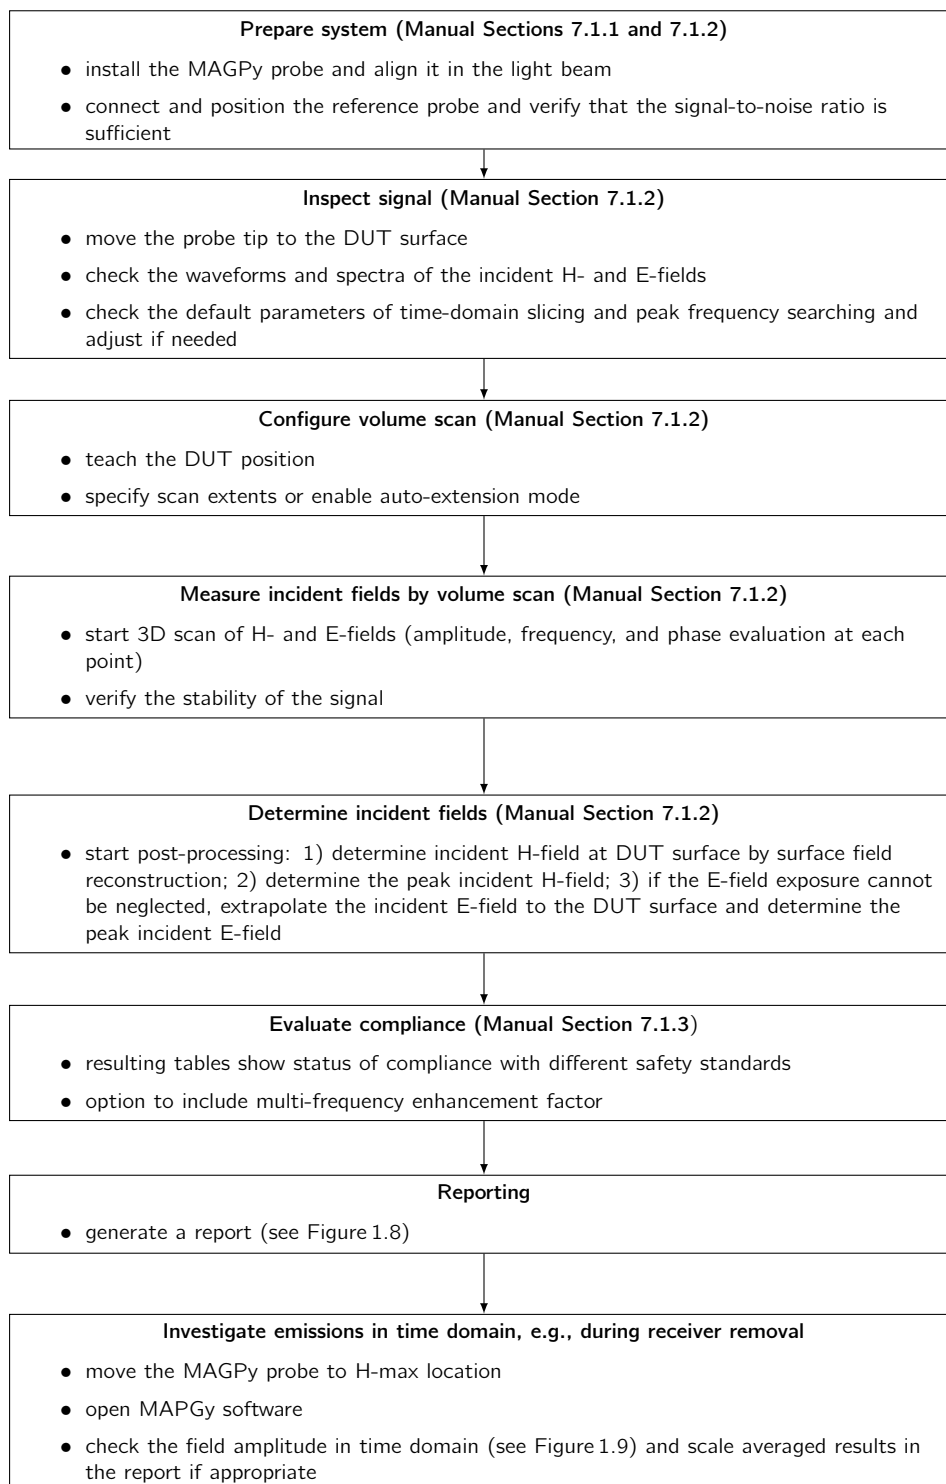 Prepare system (Manual Sections 7.1.1 and 7.1.2)
• install the MAGPy probe and align it in the light beam
• connect and position the reference probe and verify that the signal-to-noise ratio is
sufficient
Inspect signal (Manual Section 7.1.2)
• move the probe tip to the DUT surface
• check the waveforms and spectra of the incident H- and E-fields
• check the default parameters of time-domain slicing and peak frequency searching and
adjust if needed
Configure volume scan (Manual Section 7.1.2)
• teach the DUT position
• specify scan extents or enable auto-extension mode
Measure incident fields by volume scan (Manual Section 7.1.2)
• start 3D scan of H- and E-fields (amplitude, frequency, and phase evaluation at each
point)
• verify the stability of the signal
Determine incident fields (Manual Section 7.1.2)
• start post-processing: 1) determine incident H-field at DUT surface by surface field
reconstruction; 2) determine the peak incident H-field; 3) if the E-field exposure cannot
be neglected, extrapolate the incident E-field to the DUT surface and determine the
peak incident E-field
Evaluate compliance (Manual Section 7.1.3)
• resulting tables show status of compliance with different safety standards
• option to include multi-frequency enhancement factor
Reporting
• generate a report (see Figure 1.8)
Investigate emissions in time domain, e.g., during receiver removal
• move the MAGPy probe to H-max location
• open MAPGy software
• check the field amplitude in time domain (see Figure 1.9) and scale averaged results in
the report if appropriate